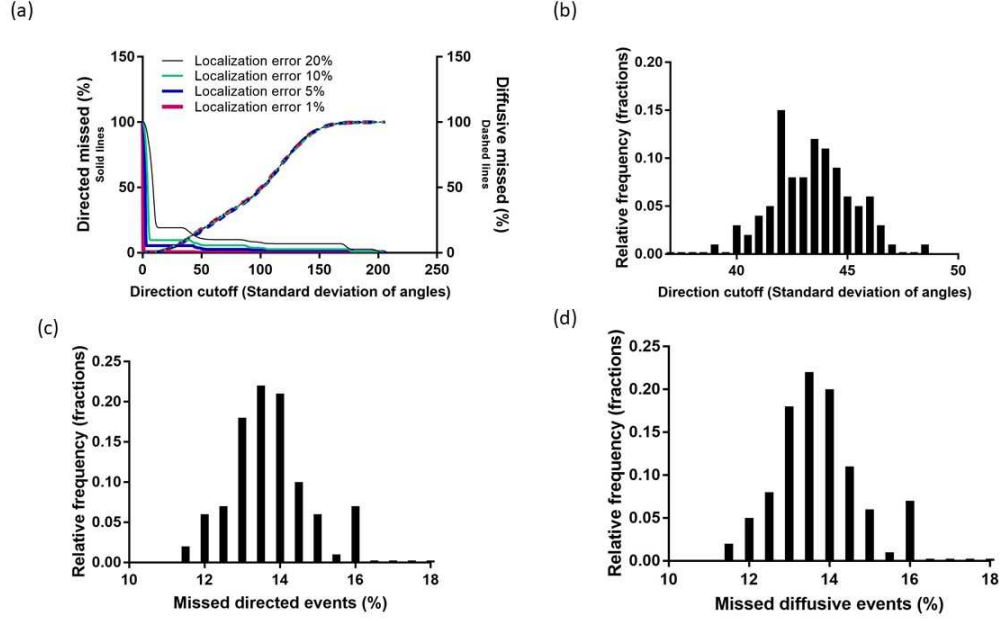 (a)
150
100
50
0
Directed missed (%)
Solid lines
Localization error 20%
Localization error 10%
Localization error 5%
Localization error 1%
150
100
50
0
Diffusive missed (%)
Dashed lines
0 50 100 150 200 250
Direction cutoff (Standard deviation of angles)
(b)
Relative frequency (fractions)
0.20
0.15
0.10
0.05
0.00
40 45 50
Direction cutoff (Standard deviation of angles)
(c)
Relative frequency (fractions)
0.25
0.20
0.15
0.10
0.05
0.00
10 12 14 16 18
Missed directed events (%)
(d)
Relative frequency (fractions)
0.25
0.20
0.15
0.10
0.05
0.00
10 12 14 16 18
Missed diffusive events (%)